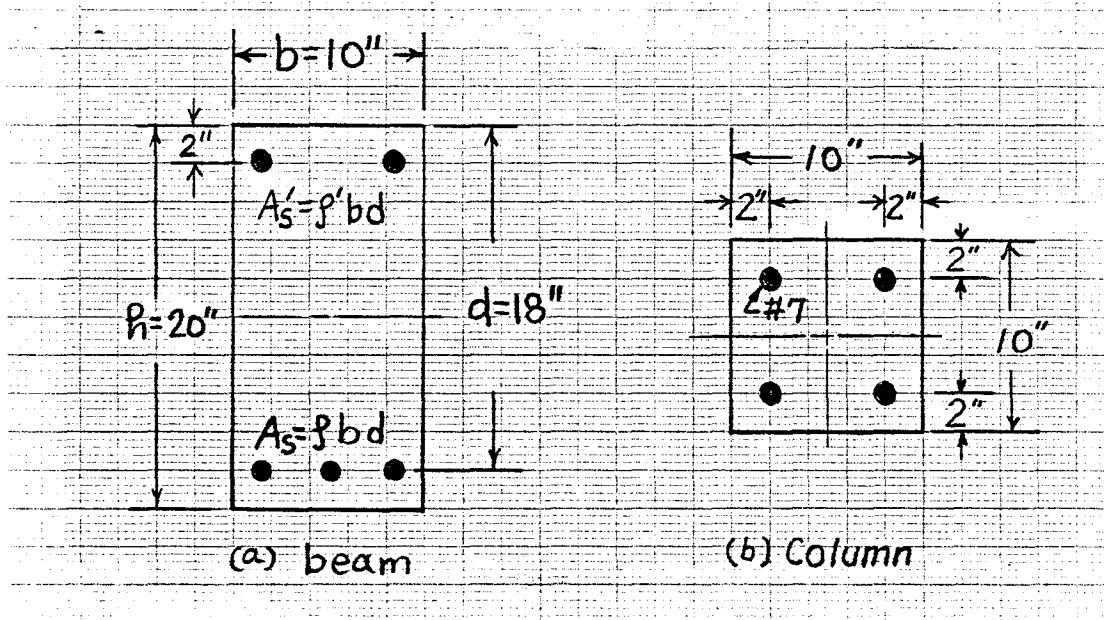 b=10"
2"
A's=ρ'bd
h=20"
d=18"
As=ρbd
(a) beam
10"
2" 2"
2"
#7
10"
2"
(b) Column